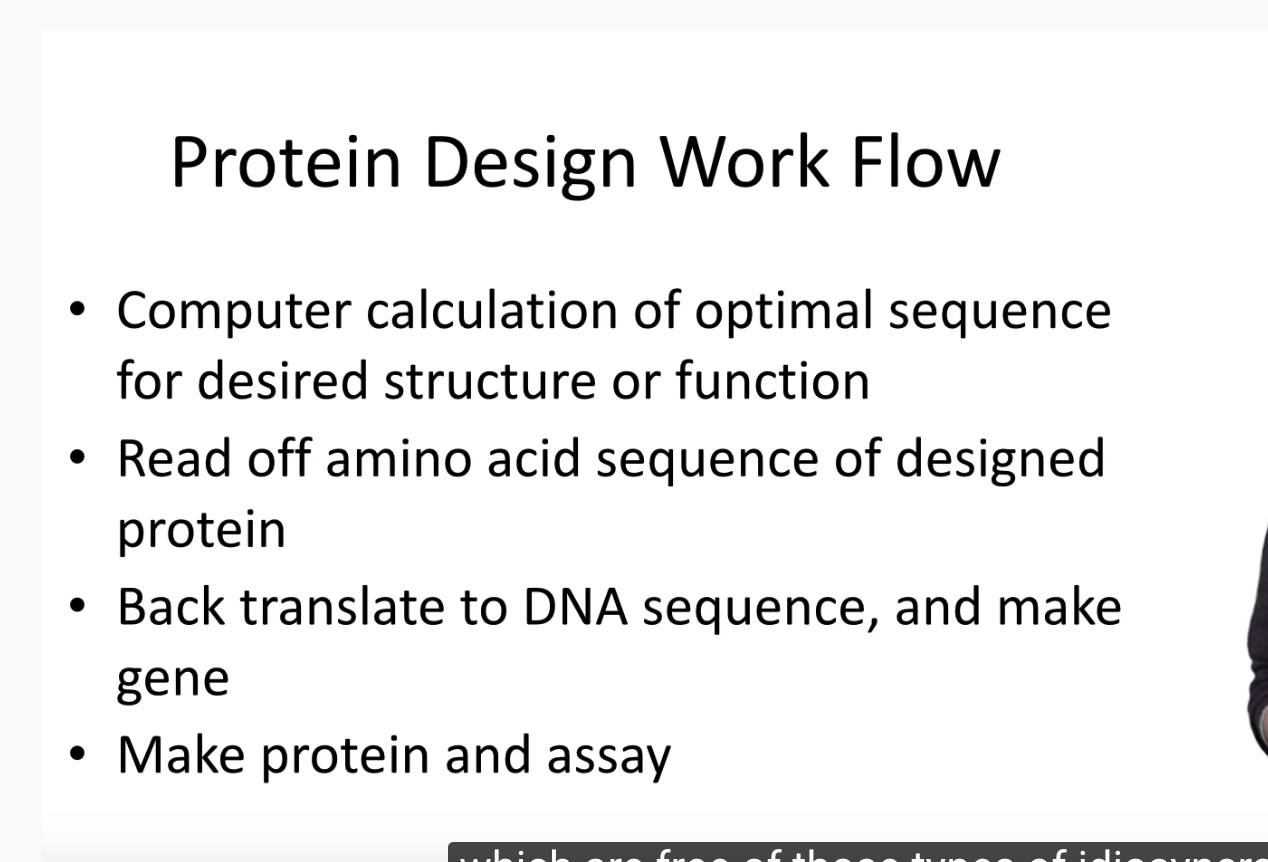 Protein Design Work Flow
• Computer calculation of optimal sequence
for desired structure or function
• Read off amino acid sequence of designed
protein
• Back translate to DNA sequence, and make
gene
• Make protein and assay
which are free of these types of